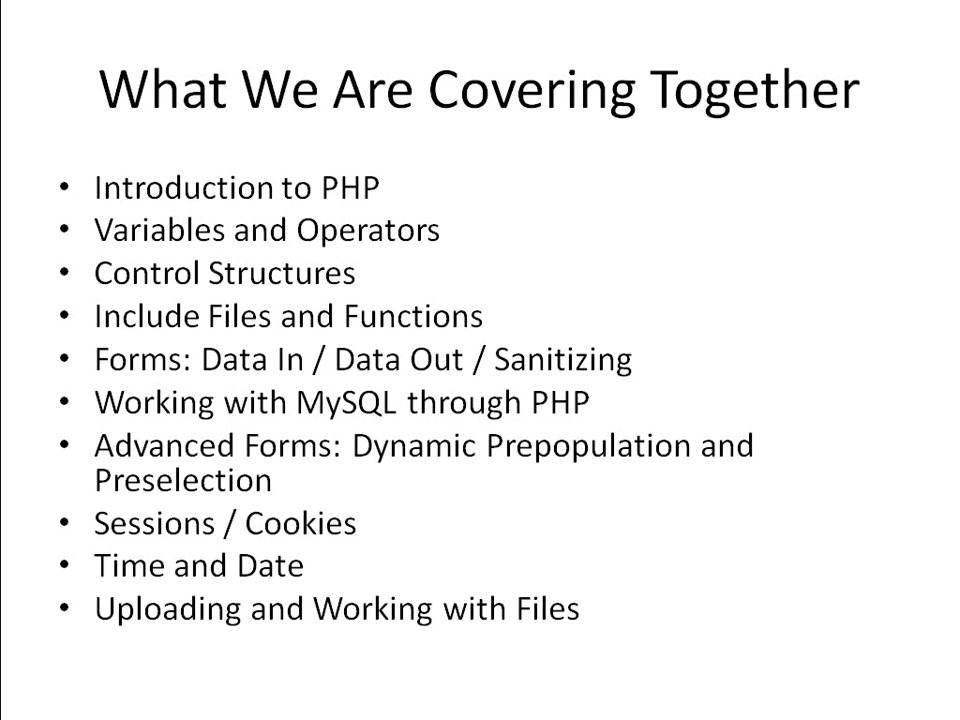 What We Are Covering Together
• Introduction to PHP
• Variables and Operators
• Control Structures
• Include Files and Functions
• Forms: Data In / Data Out / Sanitizing
• Working with MySQL through PHP
• Advanced Forms: Dynamic Prepopulation and
Preselection
• Sessions / Cookies
• Time and Date
• Uploading and Working with Files